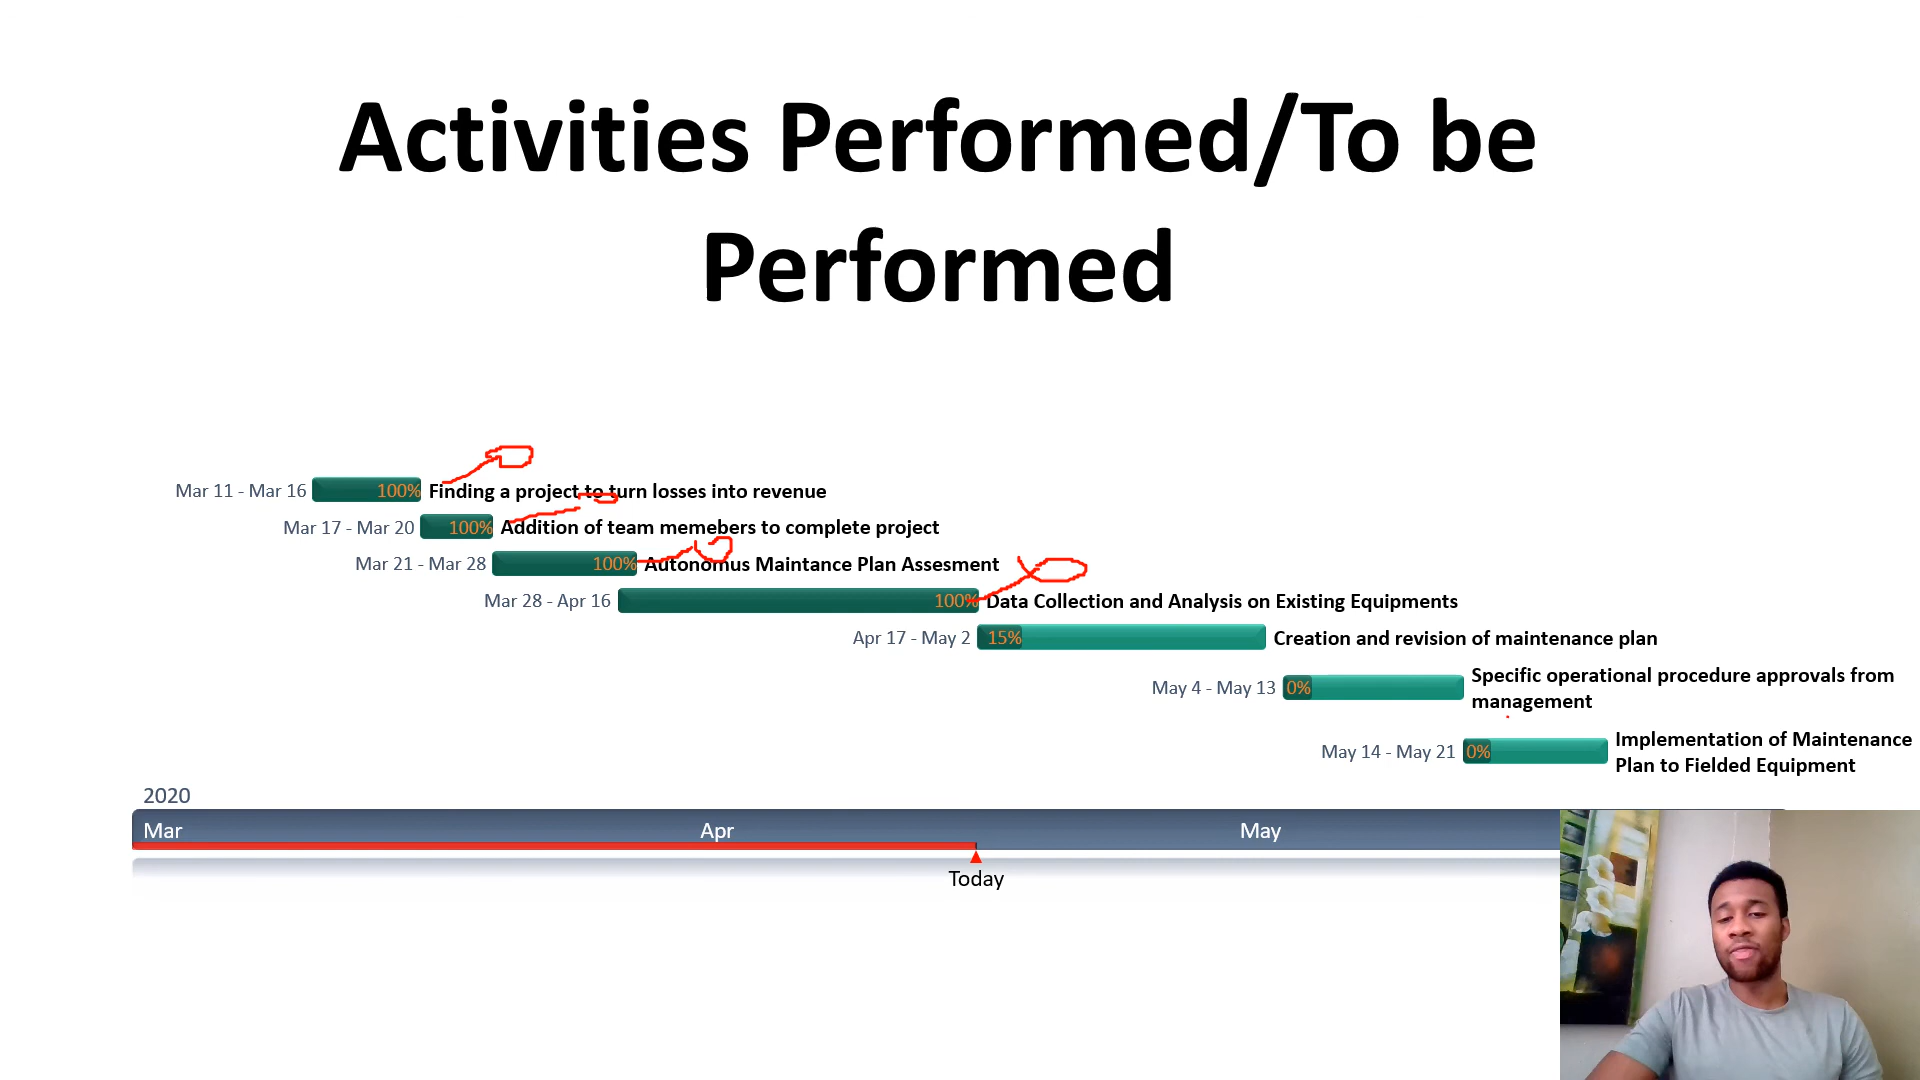 Activities Performed/To be
Performed
Mar 11 - Mar 16 100% Finding a project to turn losses into revenue
Mar 17 - Mar 20 100% Addition of team memebers to complete project
Mar 21 - Mar 28 100% Autonomus Maintance Plan Assesment
Mar 28 - Apr 16 100% Data Collection and Analysis on Existing Equipments
Apr 17 - May 2 15% Creation and revision of maintenance plan
May 4 - May 13 0% Specific operational procedure approvals from
management
May 14 - May 21 0% Implementation of Maintenance
Plan to Fielded Equipment
2020
Mar Apr May
Today